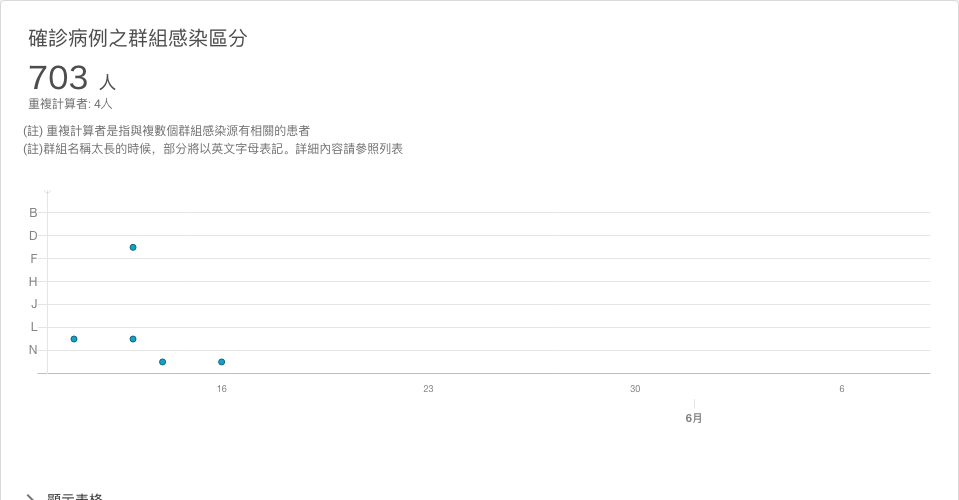 確診病例之群組感染區分
703 人
重複計算者: 4人
(註) 重複計算者是指與複數個群組感染源有相關的患者
(註)群組名稱太長的時候，部分將以英文字母表記。詳細內容請參照列表
B
D
F
H
J
L
N
16 23 30 6
6月
顯示表格